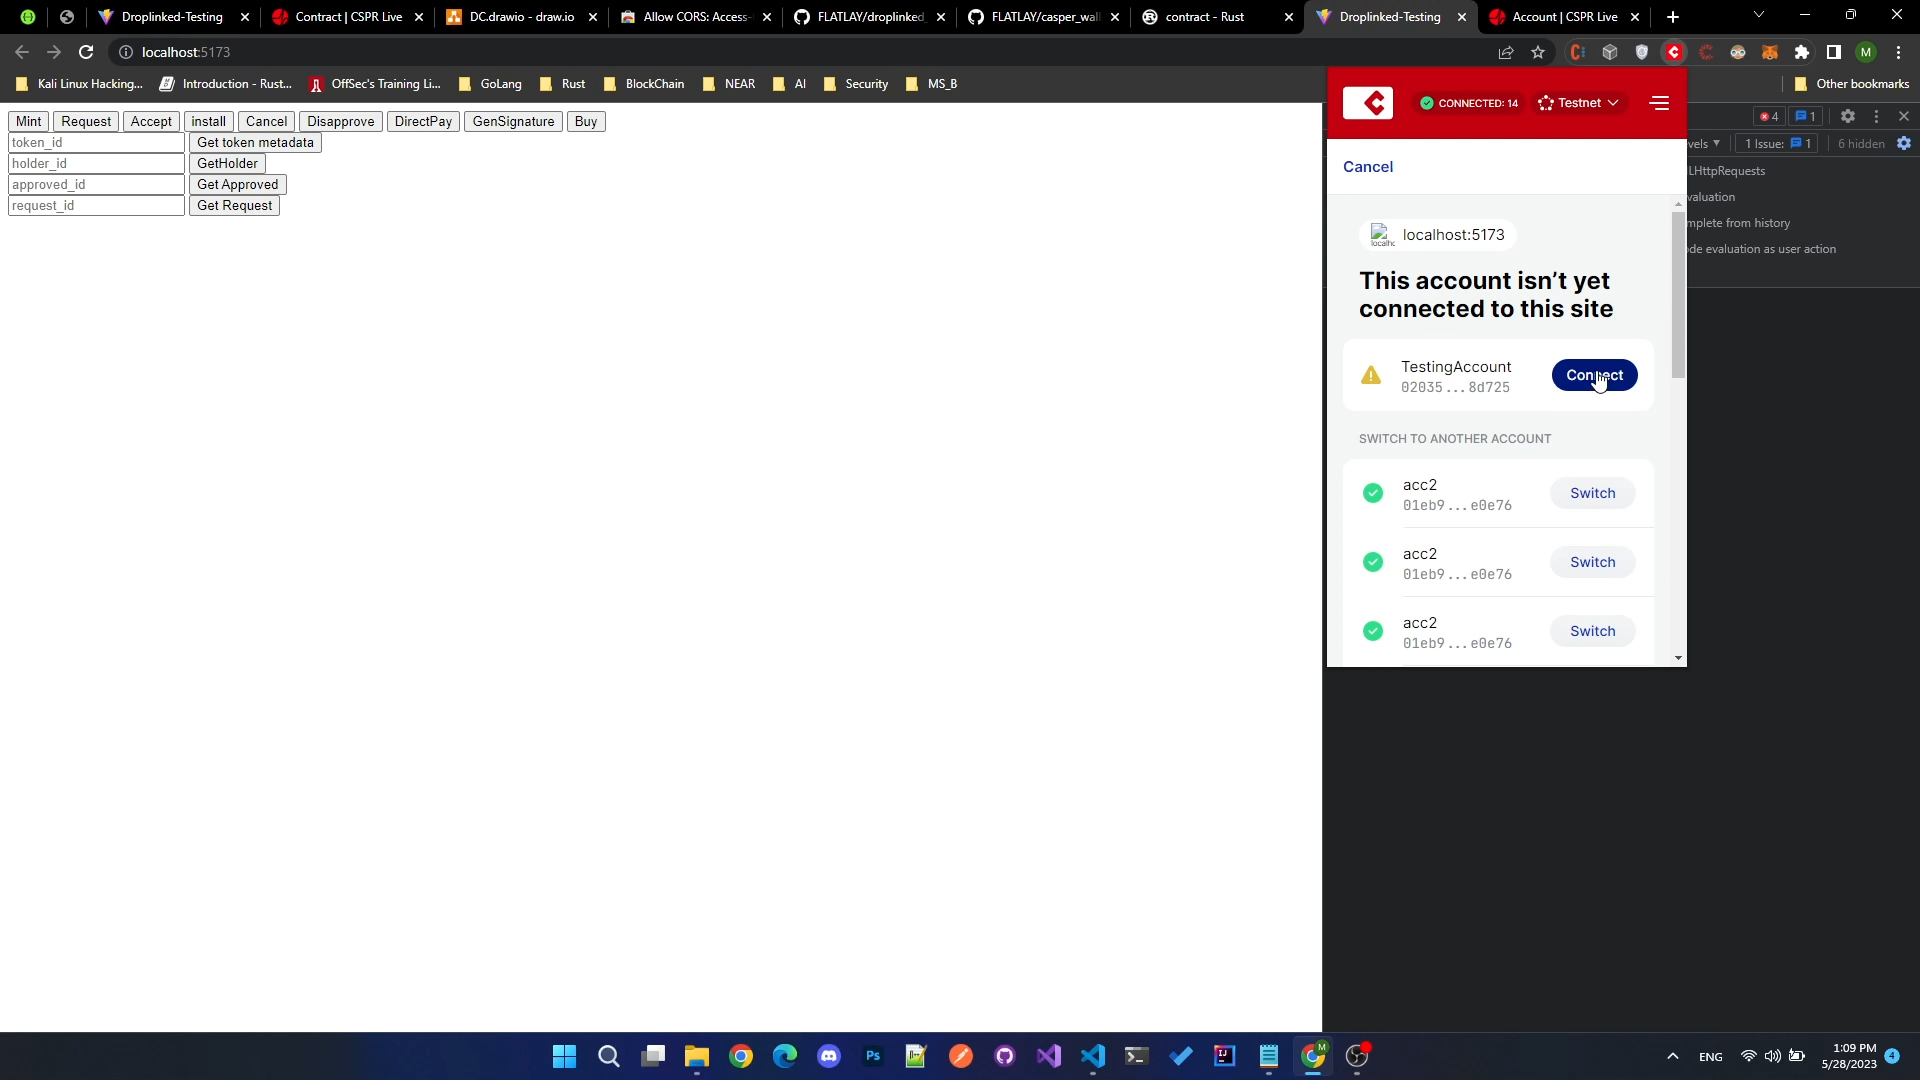 Droplinked-Testing
Contract | CSPR Live
DC.drawio - draw.io
Allow CORS: Access-
FLATLAY/droplinked_
FLATLAY/casper_wal
contract - Rust
Droplinked-Testing
Account | CSPR Live
localhost:5173
M
Kali Linux Hacking...
Introduction - Rust...
OffSec's Training Li...
GoLang
Rust
BlockChain
NEAR
AI
Security
MS_B
Other bookmarks
Mint Request Accept install Cancel Disapprove DirectPay GenSignature Buy
token_id Get token metadata
holder_id GetHolder
approved_id Get Approved
request_id Get Request
CONNECTED: 14
Testnet
Cancel
localhost:5173
This account isn't yet
connected to this site
TestingAccount
02035...8d725
Connect
SWITCH TO ANOTHER ACCOUNT
acc2
01eb9...e0e76
Switch
acc2
01eb9...e0e76
Switch
acc2
01eb9...e0e76
Switch
4 1
vels 1 Issue: 1 6 hidden
LHttpRequests
valuation
mplete from history
de evaluation as user action
Ps
M
ENG
1:09 PM
5/28/2023
4